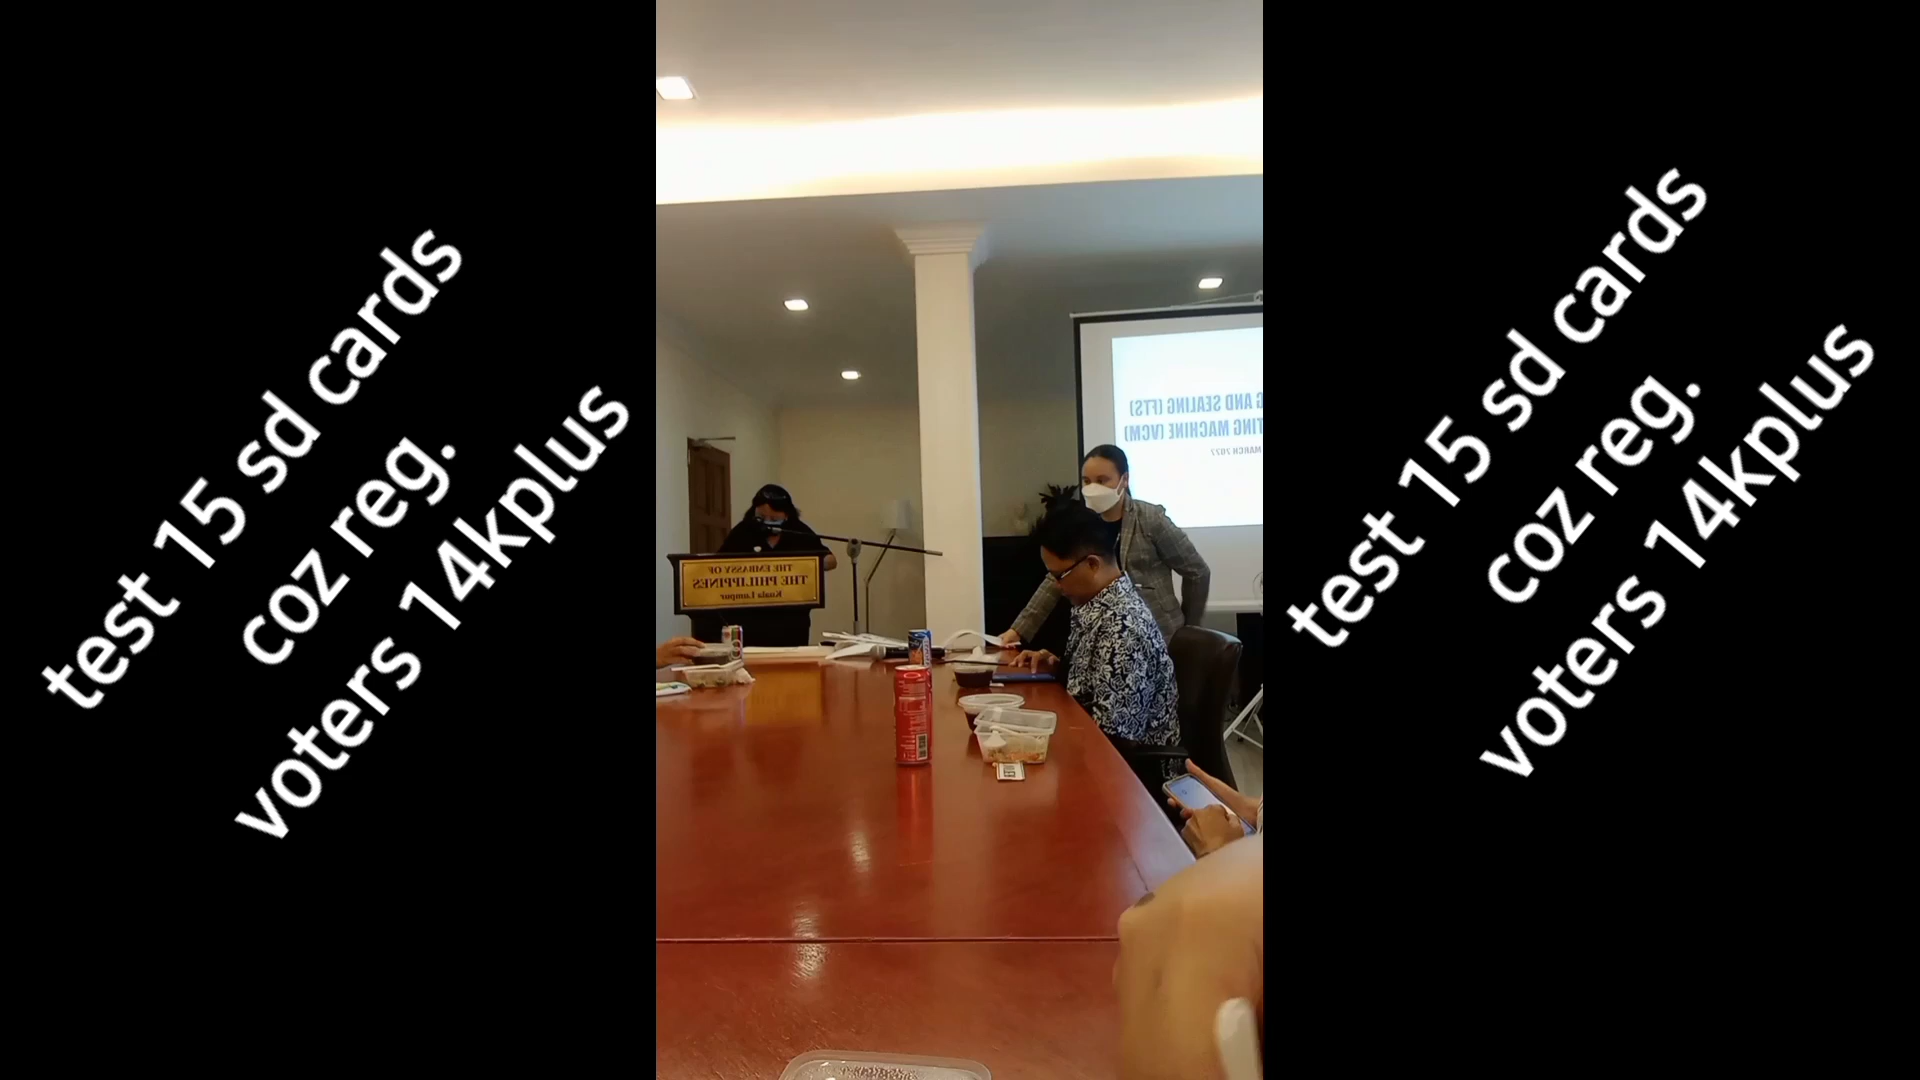 test 15 sd cards
coz reg.
voters 14kplus
THE EMBASSY OF
THE PHILIPPINES
Kuala Lumpur
G AND SEALING (FTS)
TING MACHINE (VCM)
MARCH 2022
test 15 sd cards
coz reg.
voters 14kplus